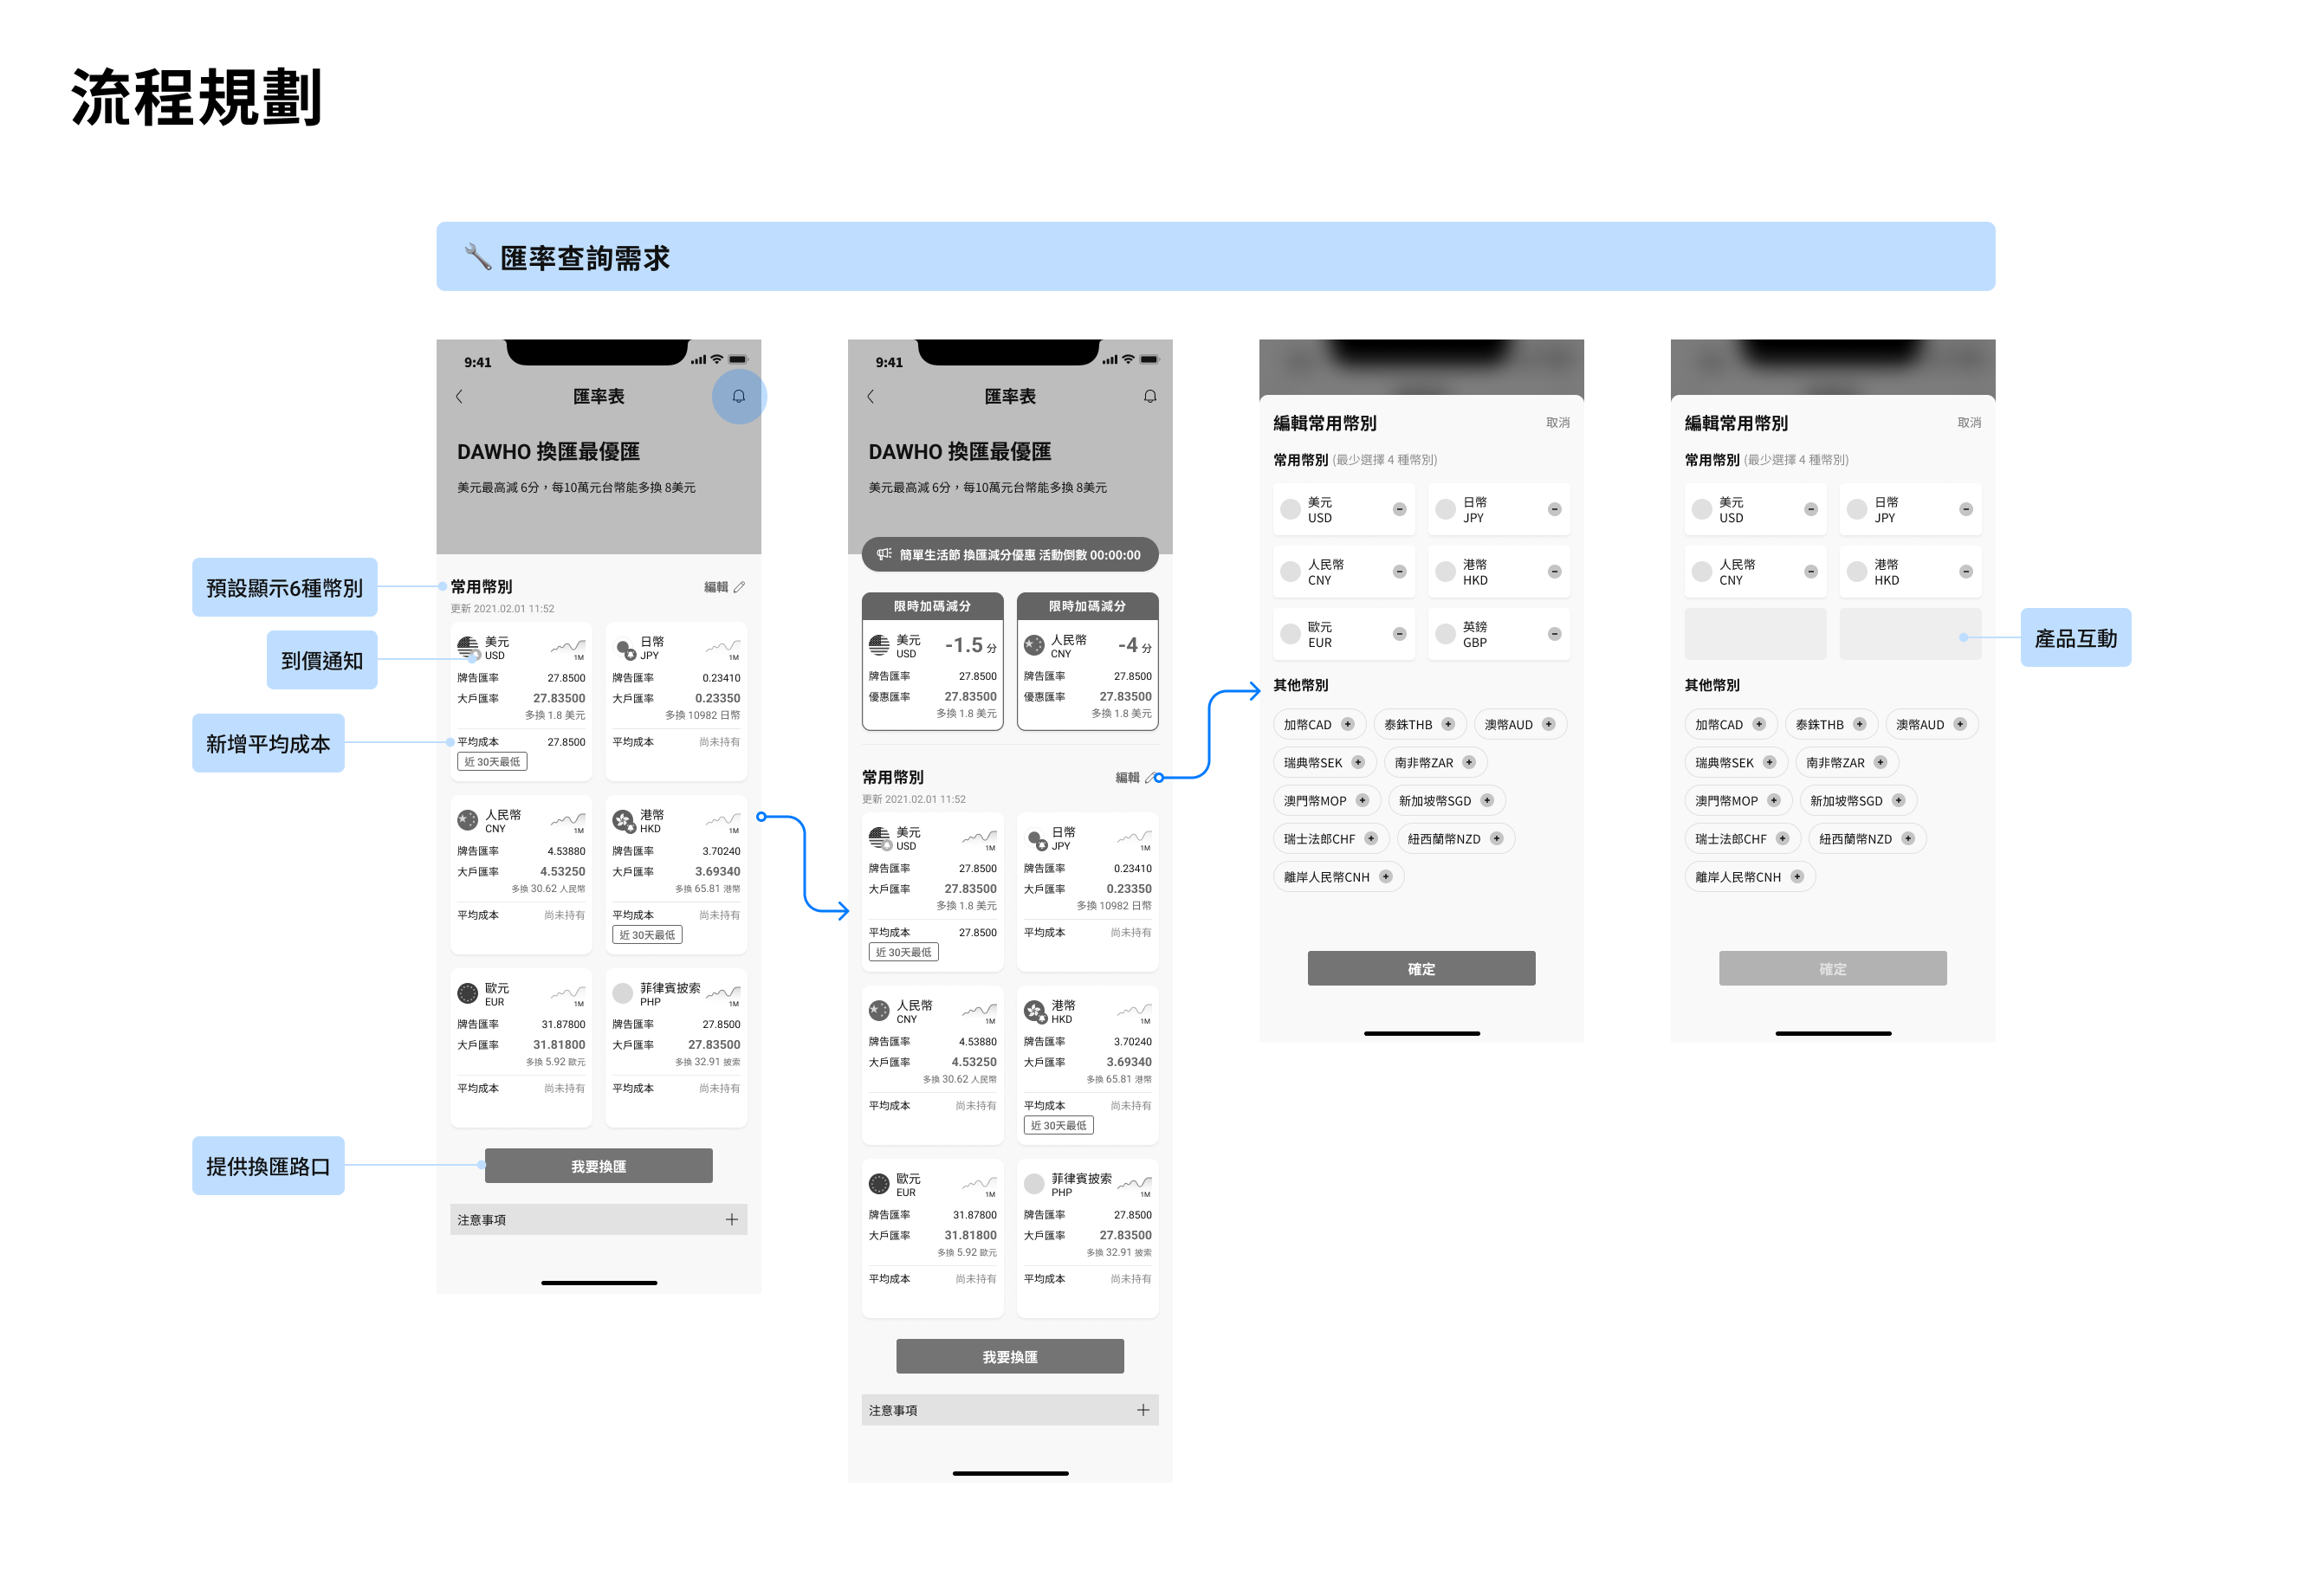 流程規劃
🔧 匯率查詢需求
預設顯示6種幣別
到價通知
新增平均成本
提供換匯路口
9:41
匯率表
DAWHO 換匯最優匯
美元最高減 6分，每10萬元台幣能多換 8美元
常用幣別
編輯
更新 2021.02.01 11:52
美元
USD
1M
牌告匯率 27.8500
大戶匯率 27.83500
多換 1.8 美元
平均成本 27.8500
近 30天最低
日幣
JPY
1M
牌告匯率 0.23410
大戶匯率 0.23350
多換 10982 日幣
平均成本 尚未持有
人民幣
CNY
1M
牌告匯率 4.53880
大戶匯率 4.53250
多換 30.62 人民幣
平均成本 尚未持有
港幣
HKD
1M
牌告匯率 3.70240
大戶匯率 3.69340
多換 65.81 港幣
平均成本 尚未持有
近 30天最低
歐元
EUR
1M
牌告匯率 31.87800
大戶匯率 31.81800
多換 5.92 歐元
平均成本 尚未持有
菲律賓披索
PHP
1M
牌告匯率 27.8500
大戶匯率 27.83500
多換 32.91 披索
平均成本 尚未持有
我要換匯
注意事項
9:41
匯率表
DAWHO 換匯最優匯
美元最高減 6分，每10萬元台幣能多換 8美元
簡單生活節 換匯減分優惠 活動倒數 00:00:00
限時加碼減分
美元
USD
-1.5 分
牌告匯率 27.8500
優惠匯率 27.83500
多換 1.8 美元
限時加碼減分
人民幣
CNY
-4 分
牌告匯率 27.8500
優惠匯率 27.83500
多換 1.8 美元
常用幣別
編輯
更新 2021.02.01 11:52
美元
USD
1M
牌告匯率 27.8500
大戶匯率 27.83500
多換 1.8 美元
平均成本 27.8500
近 30天最低
日幣
JPY
1M
牌告匯率 0.23410
大戶匯率 0.23350
多換 10982 日幣
平均成本 尚未持有
人民幣
CNY
1M
牌告匯率 4.53880
大戶匯率 4.53250
多換 30.62 人民幣
平均成本 尚未持有
港幣
HKD
1M
牌告匯率 3.70240
大戶匯率 3.69340
多換 65.81 港幣
平均成本 尚未持有
近 30天最低
歐元
EUR
1M
牌告匯率 31.87800
大戶匯率 31.81800
多換 5.92 歐元
平均成本 尚未持有
菲律賓披索
PHP
1M
牌告匯率 27.8500
大戶匯率 27.83500
多換 32.91 披索
平均成本 尚未持有
我要換匯
注意事項
編輯常用幣別
取消
常用幣別 (最少選擇 4 種幣別)
美元
USD
日幣
JPY
人民幣
CNY
港幣
HKD
歐元
EUR
英鎊
GBP
其他幣別
加幣CAD
泰銖THB
澳幣AUD
瑞典幣SEK
南非幣ZAR
澳門幣MOP
新加坡幣SGD
瑞士法郎CHF
紐西蘭幣NZD
離岸人民幣CNH
確定
編輯常用幣別
取消
常用幣別 (最少選擇 4 種幣別)
美元
USD
日幣
JPY
人民幣
CNY
港幣
HKD
其他幣別
加幣CAD
泰銖THB
澳幣AUD
瑞典幣SEK
南非幣ZAR
澳門幣MOP
新加坡幣SGD
瑞士法郎CHF
紐西蘭幣NZD
離岸人民幣CNH
確定
產品互動